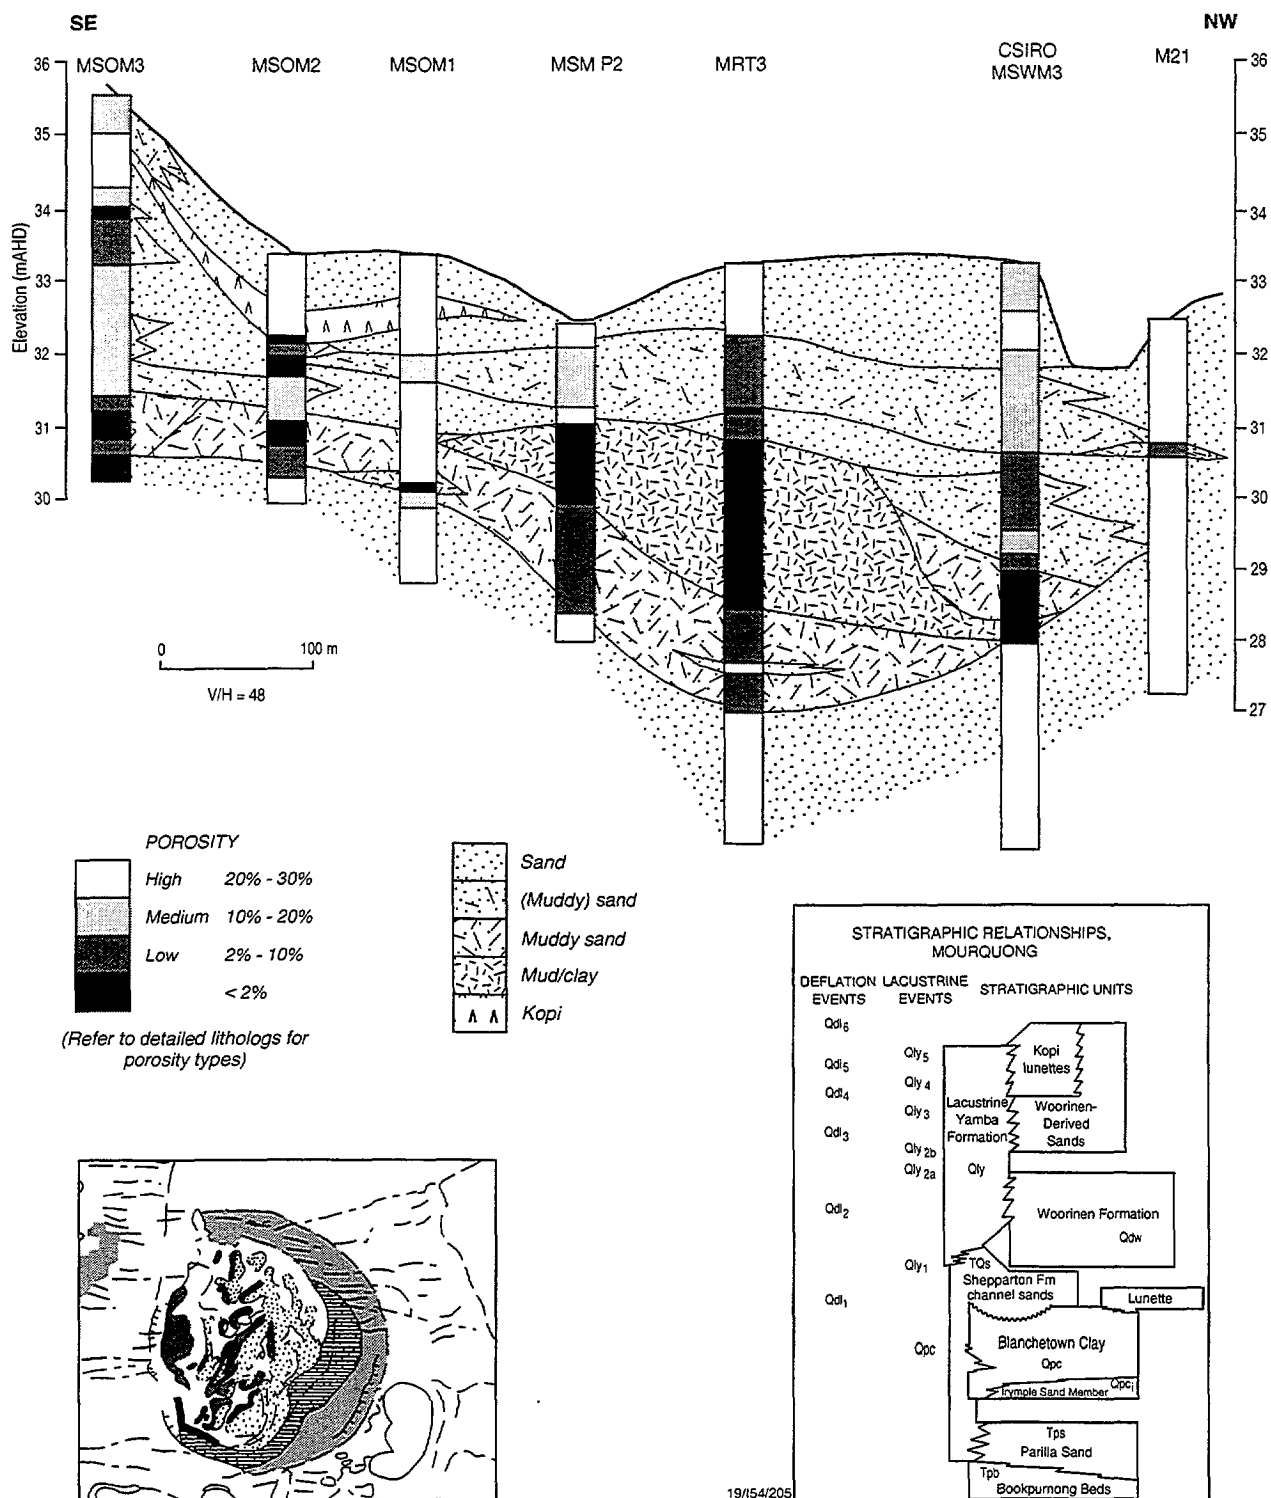 SE
NW
MSOM3
MSOM2
MSOM1
MSM P2
MRT3
CSIRO
MSWM3
M21
Elevation (mAHD)
36
35
34
33
32
31
30
36
35
34
33
32
31
30
29
28
27
0
100 m
V/H = 48
POROSITY
High 20% - 30%
Medium 10% - 20%
Low 2% - 10%
< 2%
(Refer to detailed lithologs for
porosity types)
Sand
(Muddy) sand
Muddy sand
Mud/clay
Kopi
STRATIGRAPHIC RELATIONSHIPS,
MOURQUONG
DEFLATION EVENTS
LACUSTRINE EVENTS
STRATIGRAPHIC UNITS
Qdl6
Qdl5
Qdl4
Qdl3
Qdl2
Qdl1
Qly5
Qly4
Qly3
Qly2b
Qly2a
Qly1
Qpc
Kopi
lunettes
Lacustrine
Yamba
Formation
Qly
Woorinen-
Derived
Sands
Woorinen Formation
Qdw
TQs
Shepparton Fm
channel sands
Lunette
Blanchetown Clay
Qpc
Qpci
Irymple Sand Member
Tps
Parilla Sand
Tpb
Bookpurnong Beds
19/I54/205